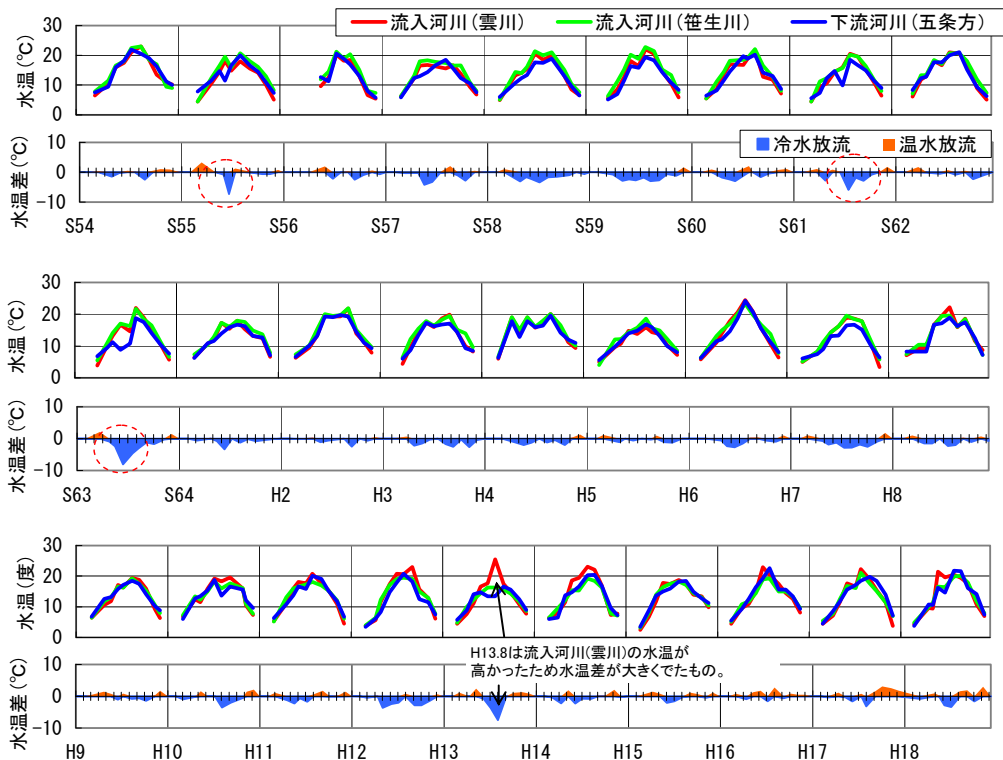 流入河川（雲川） 流入河川（笹生川） 下流河川（五条方）
水温（℃）
30
20
10
0
冷水放流 温水放流
水温差（℃）
10
0
-10
S54 S55 S56 S57 S58 S59 S60 S61 S62
水温（℃）
30
20
10
0
水温差（℃）
10
0
-10
S63 S64 H2 H3 H4 H5 H6 H7 H8
水温（度）
30
20
10
0
H13.8は流入河川(雲川)の水温が
高かったため水温差が大きくでたもの。
水温差（℃）
10
0
-10
H9 H10 H11 H12 H13 H14 H15 H16 H17 H18